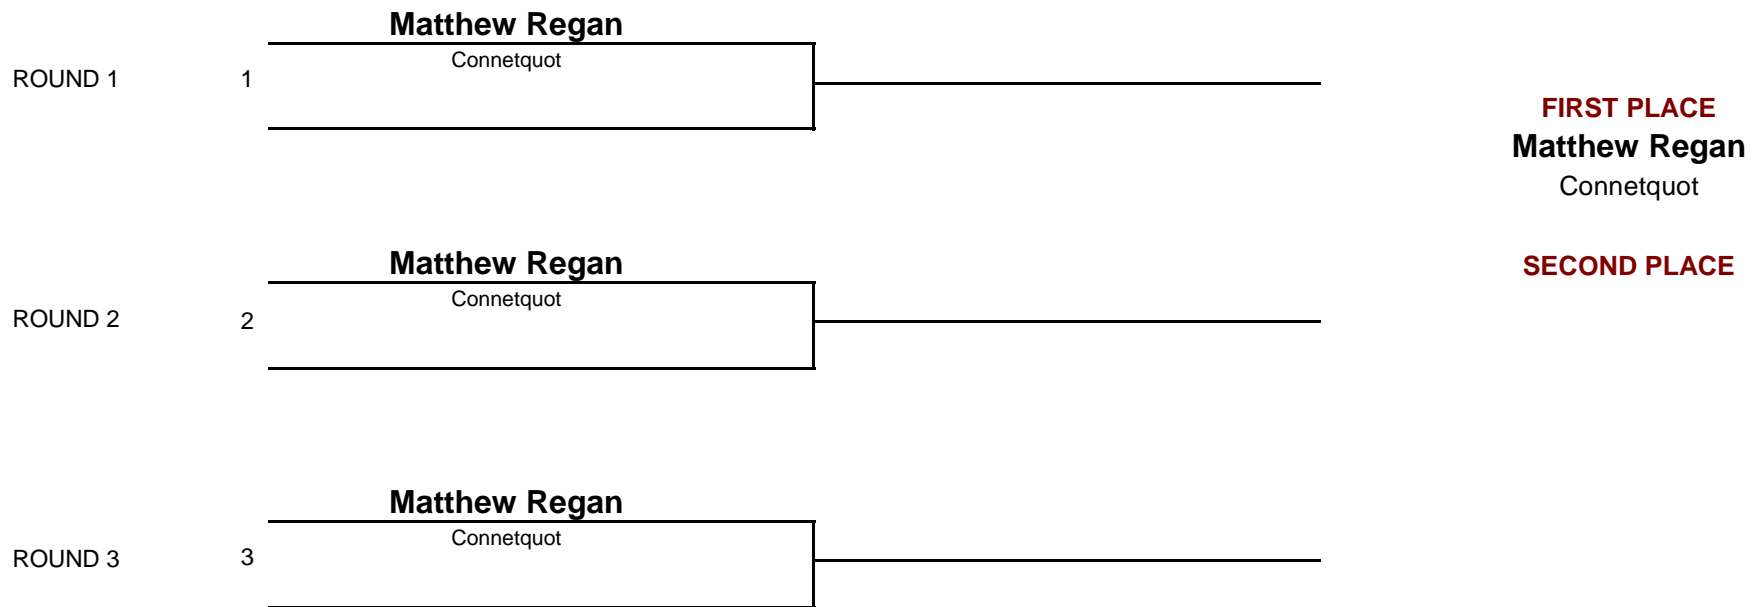 Matthew Regan
Connetquot
ROUND 1
1
FIRST PLACE
Matthew Regan
Connetquot
Matthew Regan
SECOND PLACE
Connetquot
ROUND 2
2
Matthew Regan
Connetquot
ROUND 3
3